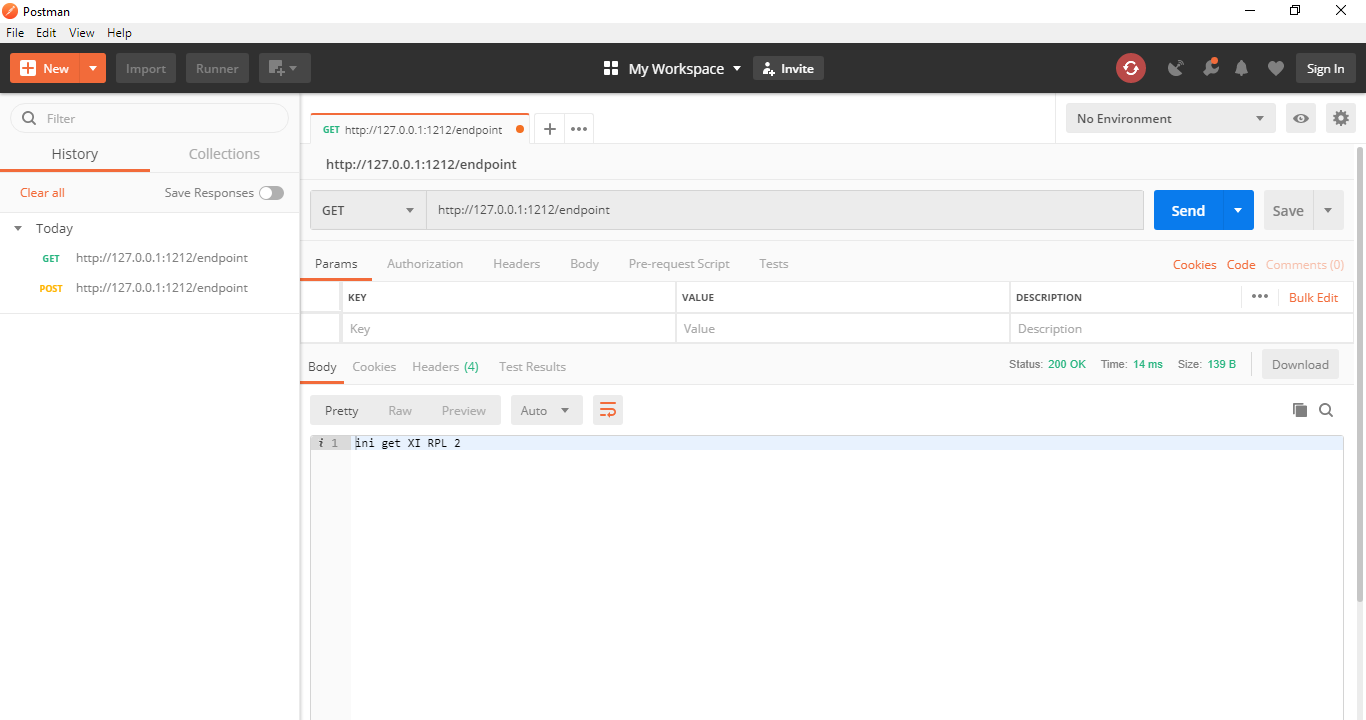 Postman
File Edit View Help
New Import Runner My Workspace Invite Sign In
Filter
History Collections
Clear all Save Responses
Today
GET http://127.0.0.1:1212/endpoint
POST http://127.0.0.1:1212/endpoint
GET http://127.0.0.1:1212/endpoint
No Environment
http://127.0.0.1:1212/endpoint
GET http://127.0.0.1:1212/endpoint Send Save
Params Authorization Headers Body Pre-request Script Tests Cookies Code Comments (0)
KEY VALUE DESCRIPTION Bulk Edit
Key Value Description
Body Cookies Headers (4) Test Results Status: 200 OK Time: 14 ms Size: 139 B Download
Pretty Raw Preview Auto
i 1 ini get XI RPL 2